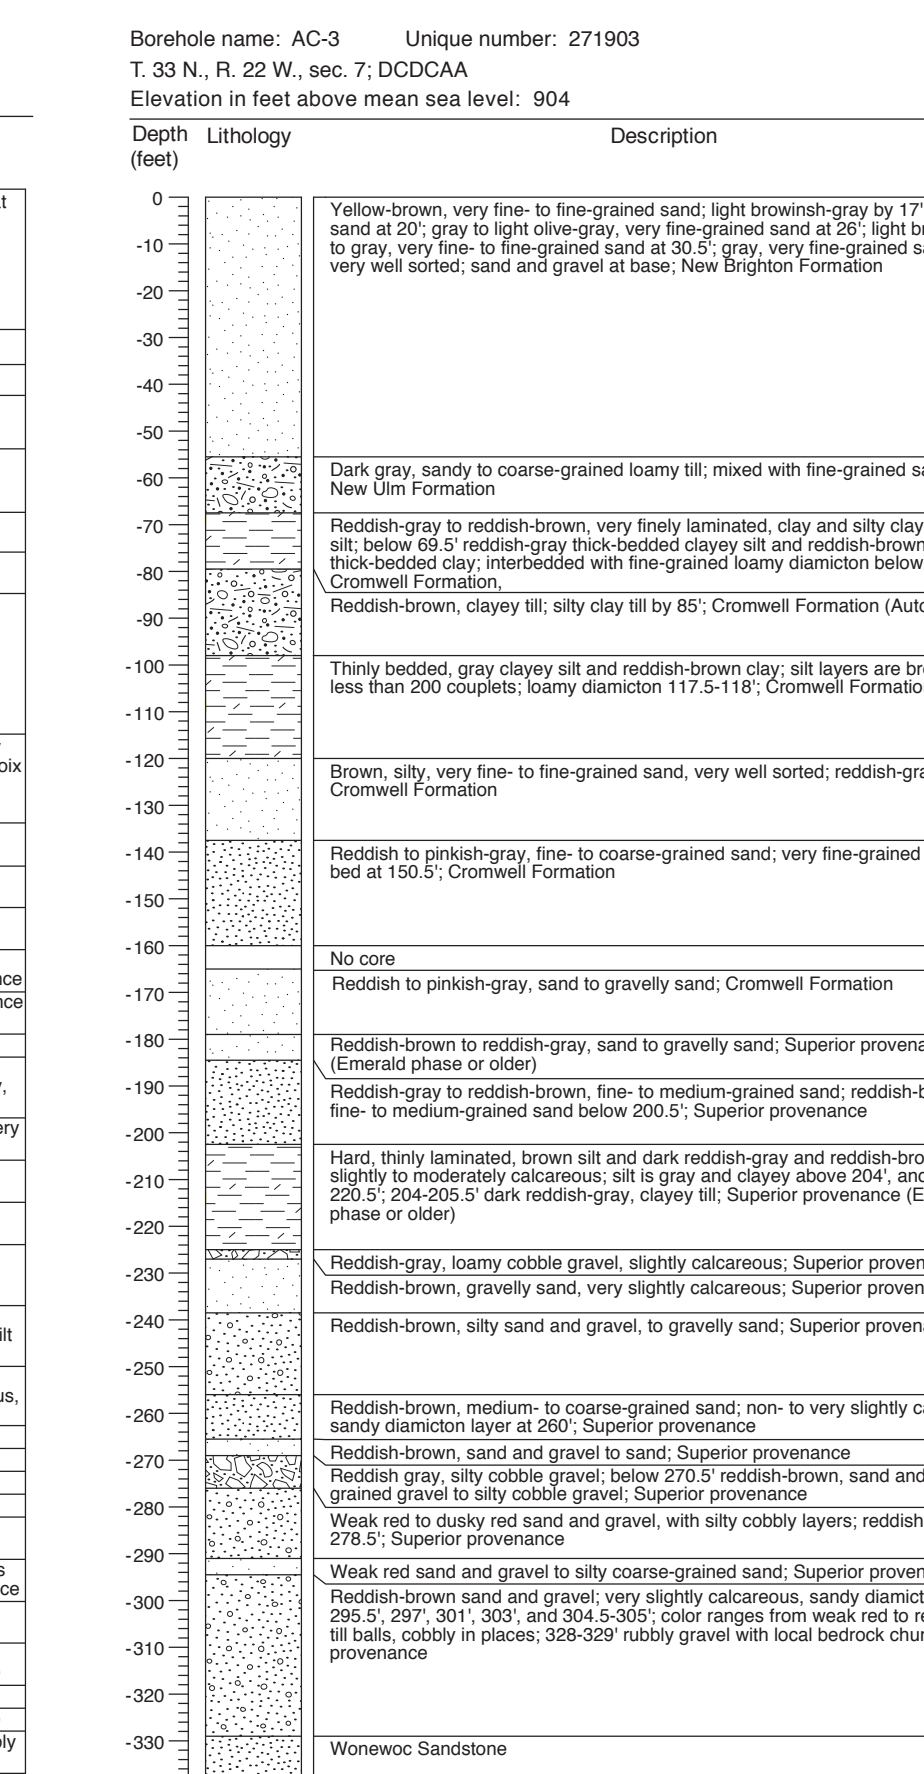 Borehole name: AC-3 Unique number: 271903
T. 33 N., R. 22 W., sec. 7; DCDCAA
Elevation in feet above mean sea level: 904
Depth Lithology Description
(feet)
0
Yellow-brown, very fine- to fine-grained sand; light browinsh-gray by 17'
sand at 20'; gray to light olive-gray, very fine-grained sand at 26'; light
to gray, very fine- to fine-grained sand at 30.5'; gray, very fine-grained
very well sorted; sand and gravel at base; New Brighton Formation
-10
-20
-30
-40
-50
Dark gray, sandy to coarse-grained loamy till; mixed with fine-grained
New Ulm Formation
-60
Reddish-gray to reddish-brown, very finely laminated, clay and silty clay
silt; below 69.5' reddish-gray thick-bedded clayey silt and reddish-brown
thick-bedded clay; interbedded with fine-grained loamy diamicton below
Cromwell Formation,
-70
-80
Reddish-brown, clayey till; silty clay till by 85'; Cromwell Formation
-90
Thinly bedded, gray clayey silt and reddish-brown clay; silt layers are
less than 200 couplets; loamy diamicton 117.5-118'; Cromwell
-100
-110
-120
Brown, silty, very fine- to fine-grained sand, very well sorted;
Cromwell Formation
-130
-140
Reddish to pinkish-gray, fine- to coarse-grained sand; very fine-grained
bed at 150.5'; Cromwell Formation
-150
-160
No core
Reddish to pinkish-gray, sand to gravelly sand; Cromwell Formation
-170
-180
Reddish-brown to reddish-gray, sand to gravelly sand; Superior
(Emerald phase or older)
-190
Reddish-gray to reddish-brown, fine- to medium-grained sand;
fine- to medium-grained sand below 200.5'; Superior provenance
-200
Hard, thinly laminated, brown silt and dark reddish-gray and
slightly to moderately calcareous; silt is gray and clayey above 204',
220.5'; 204-205.5' dark reddish-gray, clayey till; Superior provenance
phase or older)
-210
-220
Reddish-gray, loamy cobble gravel, slightly calcareous; Superior
-230
Reddish-brown, gravelly sand, very slightly calcareous; Superior
-240
Reddish-brown, silty sand and gravel, to gravelly sand; Superior
-250
-260
Reddish-brown, medium- to coarse-grained sand; non- to very slightly
sandy diamicton layer at 260'; Superior provenance
Reddish-brown, sand and gravel to sand; Superior provenance
-270
Reddish gray, silty cobble gravel; below 270.5' reddish-brown, sand and
grained gravel to silty cobble gravel; Superior provenance
-280
Weak red to dusky red sand and gravel, with silty cobbly layers; reddish
278.5'; Superior provenance
-290
Weak red sand and gravel to silty coarse-grained sand; Superior
-300
Reddish-brown sand and gravel; very slightly calcareous, sandy
295.5', 297', 301', 303', and 304.5-305'; color ranges from weak red to
till balls, cobbly in places; 328-329' rubbly gravel with local bedrock
provenance
-310
-320
-330
Wonewoc Sandstone